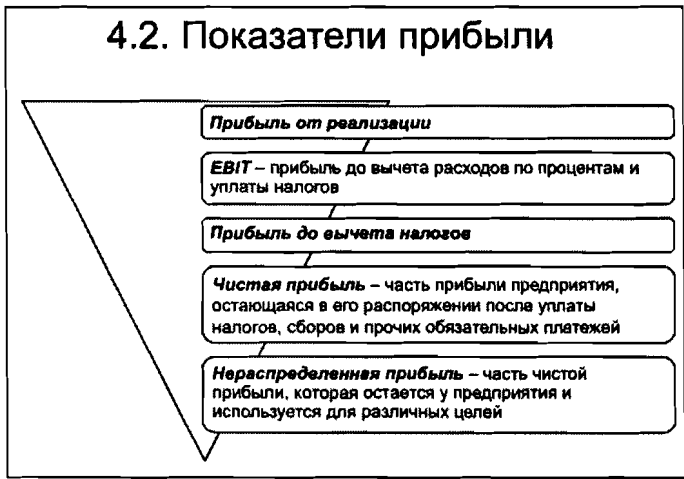 4.2. Показатели прибыли
Прибыль от реализации
EBIT – прибыль до вычета расходов по процентам и
уплаты налогов
Прибыль до вычета налогов
Чистая прибыль – часть прибыли предприятия,
остающаяся в его распоряжении после уплаты
налогов, сборов и прочих обязательных платежей
Нераспределенная прибыль – часть чистой
прибыли, которая остается у предприятия и
используется для различных целей